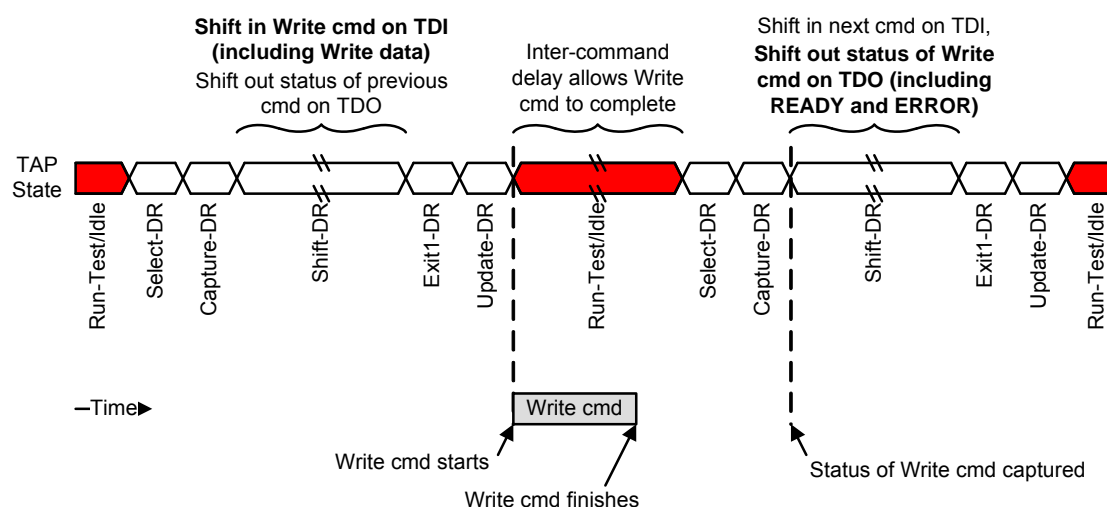 Shift in Write cmd on TDI
(including Write data)
Shift out status of previous
cmd on TDO
Inter-command
delay allows Write
cmd to complete
Shift in next cmd on TDI,
Shift out status of Write
cmd on TDO (including
READY and ERROR)
TAP
State
Run-Test/Idle
Select-DR
Capture-DR
Shift-DR
Exit1-DR
Update-DR
Run-Test/Idle
Select-DR
Capture-DR
Shift-DR
Exit1-DR
Update-DR
Run-Test/Idle
Time
Write cmd
Write cmd starts
Write cmd finishes
Status of Write cmd captured